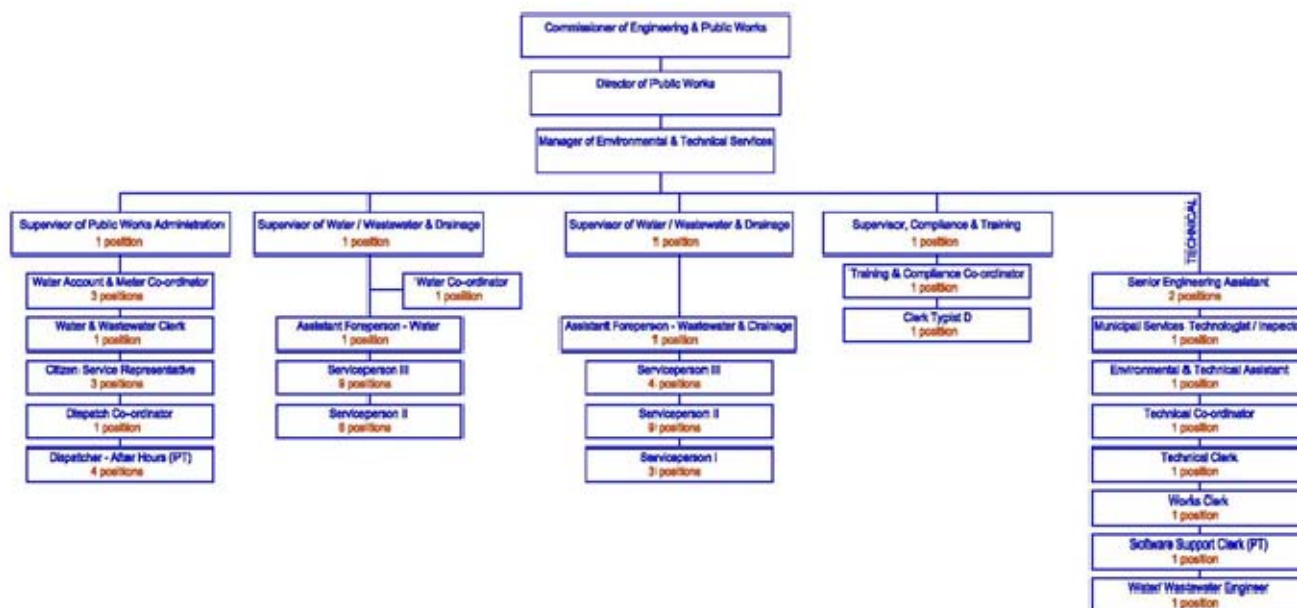 Commissioner of Engineering & Public Works
Director of Public Works
Manager of Environmental & Technical Services
Supervisor of Public Works Administration
1 position
Water Account & Meter Co-ordinator
3 positions
Water & Wastewater Clerk
1 position
Citizen Service Representative
3 positions
Dispatch Co-ordinator
1 position
Dispatcher - After Hours (PT)
4 positions
Supervisor of Water / Wastewater & Drainage
1 position
Water Co-ordinator
1 position
Assistant Foreperson - Water
1 position
Serviceperson III
9 positions
Serviceperson II
positions
Supervisor of Water / Wastewater & Drainage
1 position
Assistant Foreperson - Wastewater & Drainage
1 position
Serviceperson III
4 positions
Serviceperson II
9 positions
Serviceperson I
3 positions
Supervisor, Compliance & Training
1 position
Training & Compliance Co-ordinator
1 position
Clerk Typist D
1 position
TECHNICAL
Senior Engineering Assistant
2 positions
Municipal Services Technologist / Inspecto
1 position
Environmental & Technical Assistant
1 position
Technical Co-ordinator
1 position
Technical Clerk
1 position
Works Clerk
1 position
Software Support Clerk (PT)
1 position
Water/ Wastewater Engineer
1 position